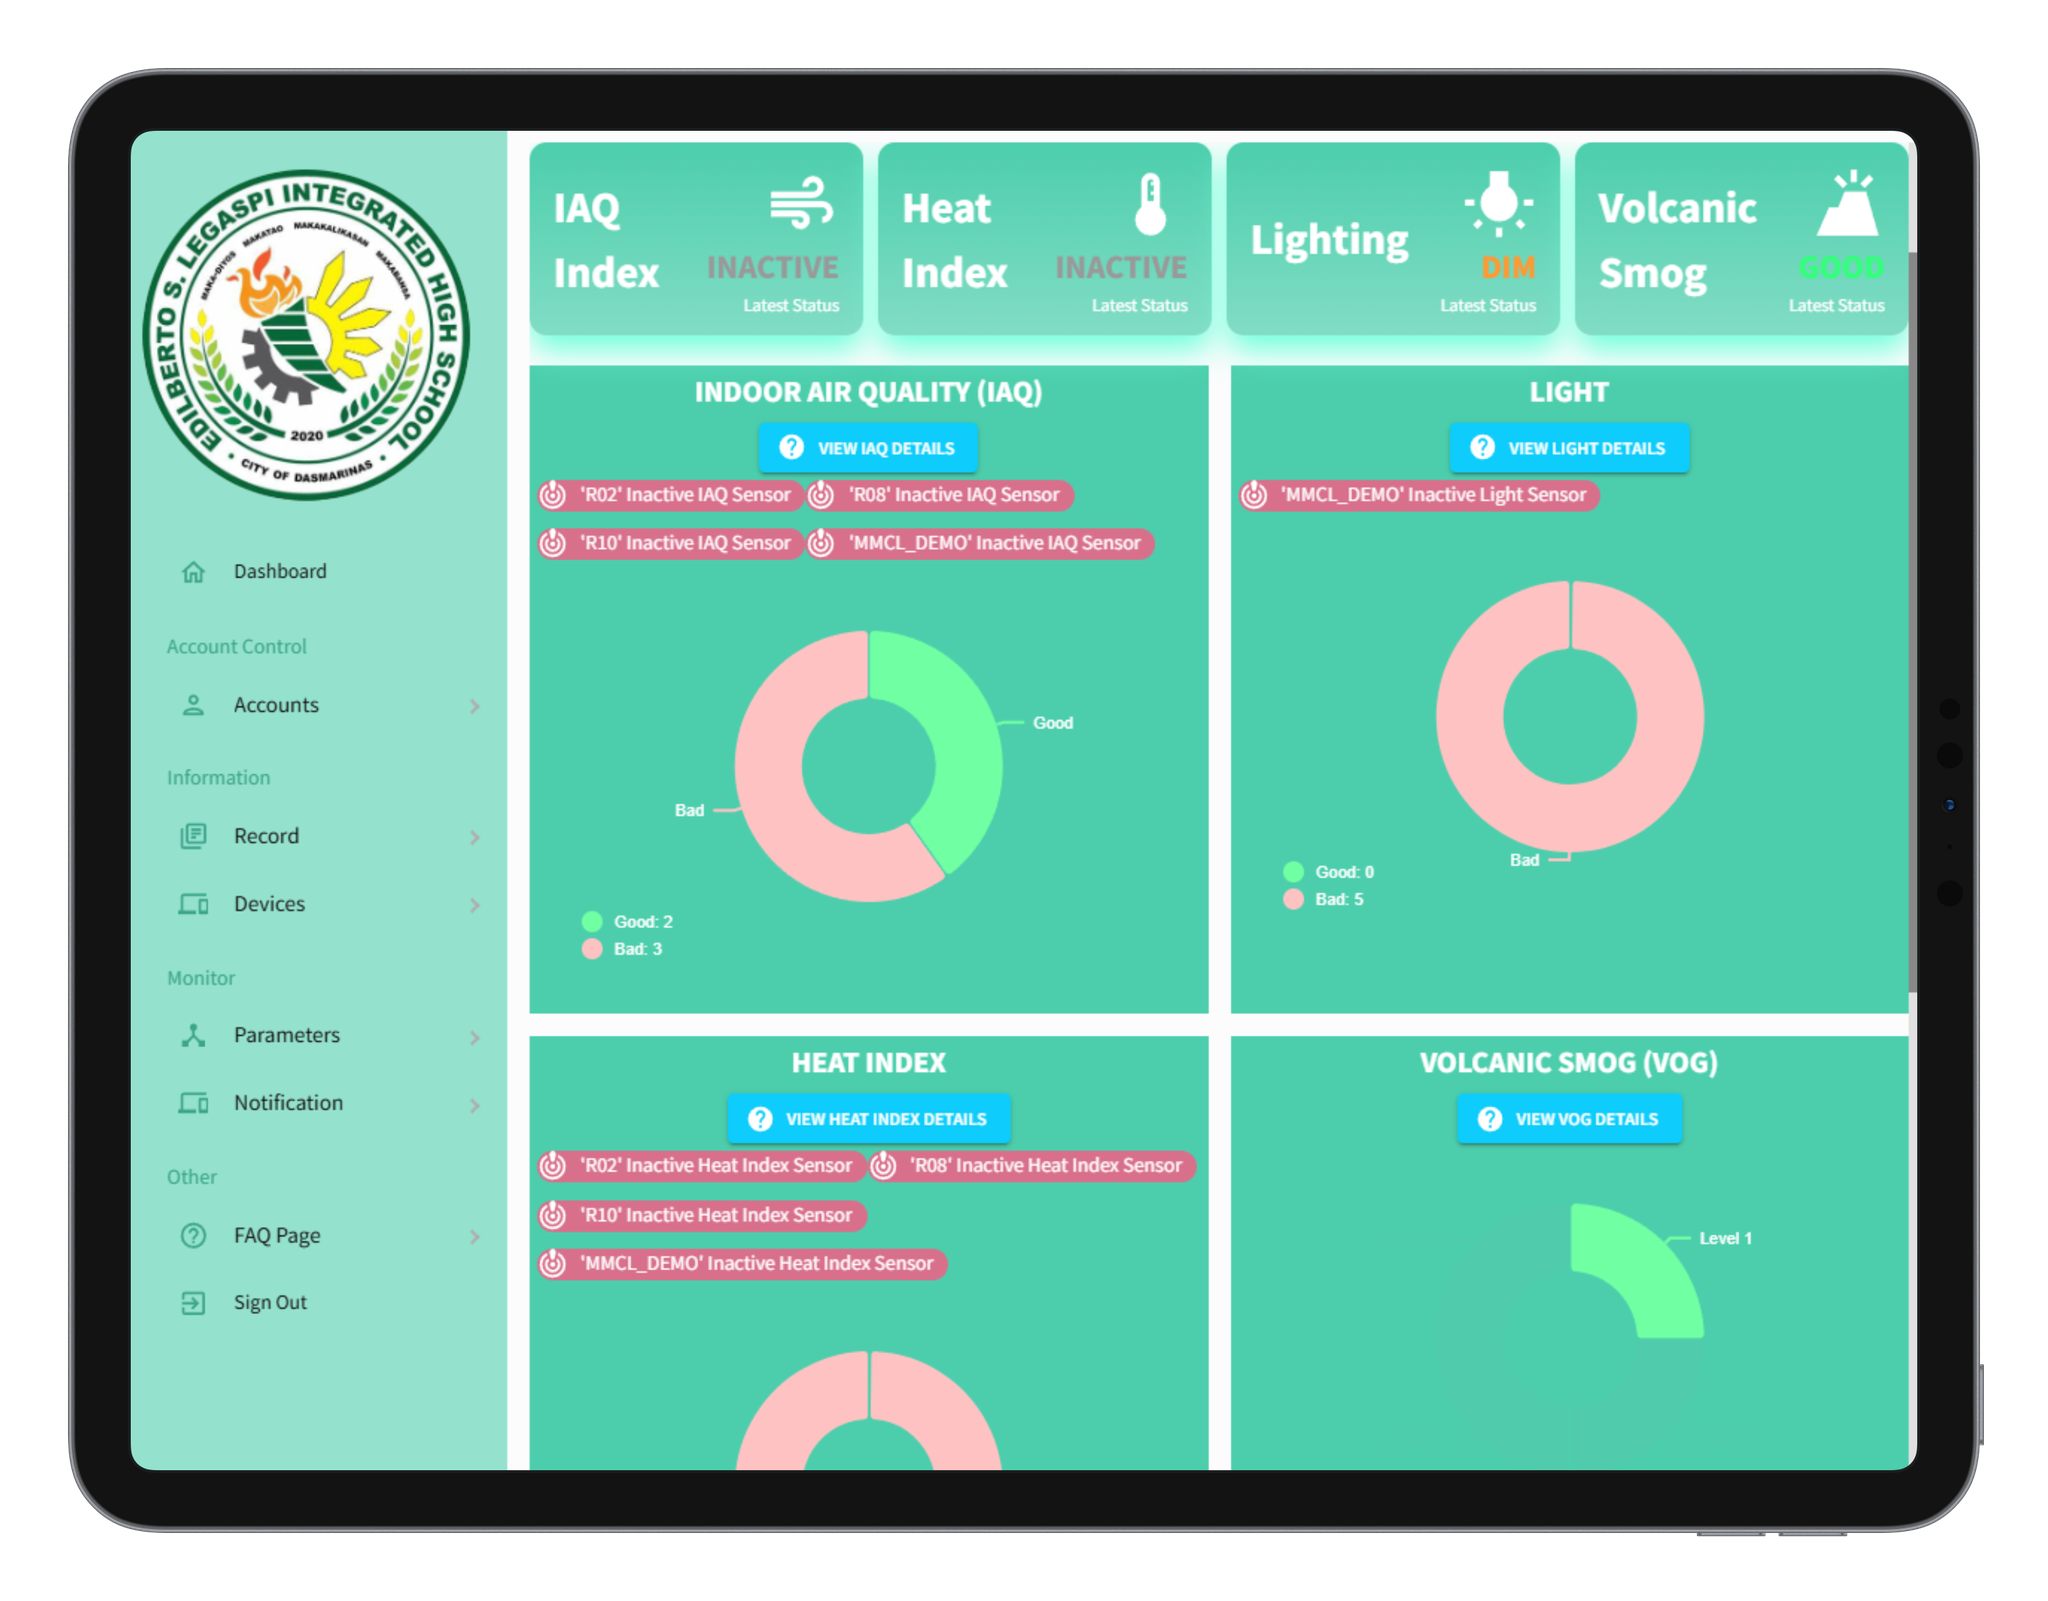 EDILBERTO S. LEGASPI INTEGRATED HIGH SCHOOL
MAKA-DIYOS MAKATAO MAKAKALIKASAN MAKABANSA
2020
• CITY OF DASMARINAS •
Dashboard
Account Control
Accounts
Information
Record
Devices
Monitor
Parameters
Notification
Other
FAQ Page
Sign Out
IAQ
Index
INACTIVE
Latest Status
Heat
Index
INACTIVE
Latest Status
Lighting
DIM
Latest Status
Volcanic
Smog
GOOD
Latest Status
INDOOR AIR QUALITY (IAQ)
VIEW IAQ DETAILS
'R02' Inactive IAQ Sensor
'R08' Inactive IAQ Sensor
'R10' Inactive IAQ Sensor
'MMCL_DEMO' Inactive IAQ Sensor
Good
Bad
Good: 2
Bad: 3
LIGHT
VIEW LIGHT DETAILS
'MMCL_DEMO' Inactive Light Sensor
Bad
Good: 0
Bad: 5
HEAT INDEX
VIEW HEAT INDEX DETAILS
'R02' Inactive Heat Index Sensor
'R08' Inactive Heat Index Sensor
'R10' Inactive Heat Index Sensor
'MMCL_DEMO' Inactive Heat Index Sensor
VOLCANIC SMOG (VOG)
VIEW VOG DETAILS
Level 1